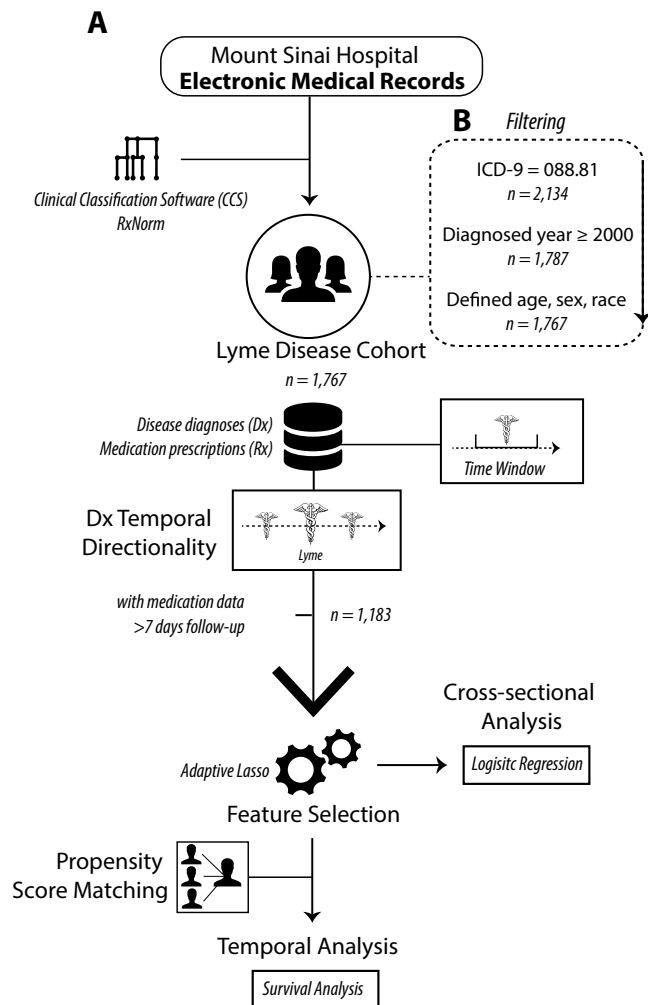 A
Mount Sinai Hospital
Electronic Medical Records
B
Filtering
ICD-9 = 088.81
n = 2,134
Diagnosed year ≥ 2000
n = 1,787
Defined age, sex, race
n = 1,767
Clinical Classification Software (CCS)
RxNorm
Lyme Disease Cohort
n = 1,767
Disease diagnoses (Dx)
Medication prescriptions (Rx)
Time Window
Dx Temporal
Directionality
Lyme
with medication data
>7 days follow-up
n = 1,183
Cross-sectional
Analysis
Logisitc Regression
Adaptive Lasso
Feature Selection
Propensity
Score Matching
Temporal Analysis
Survival Analysis